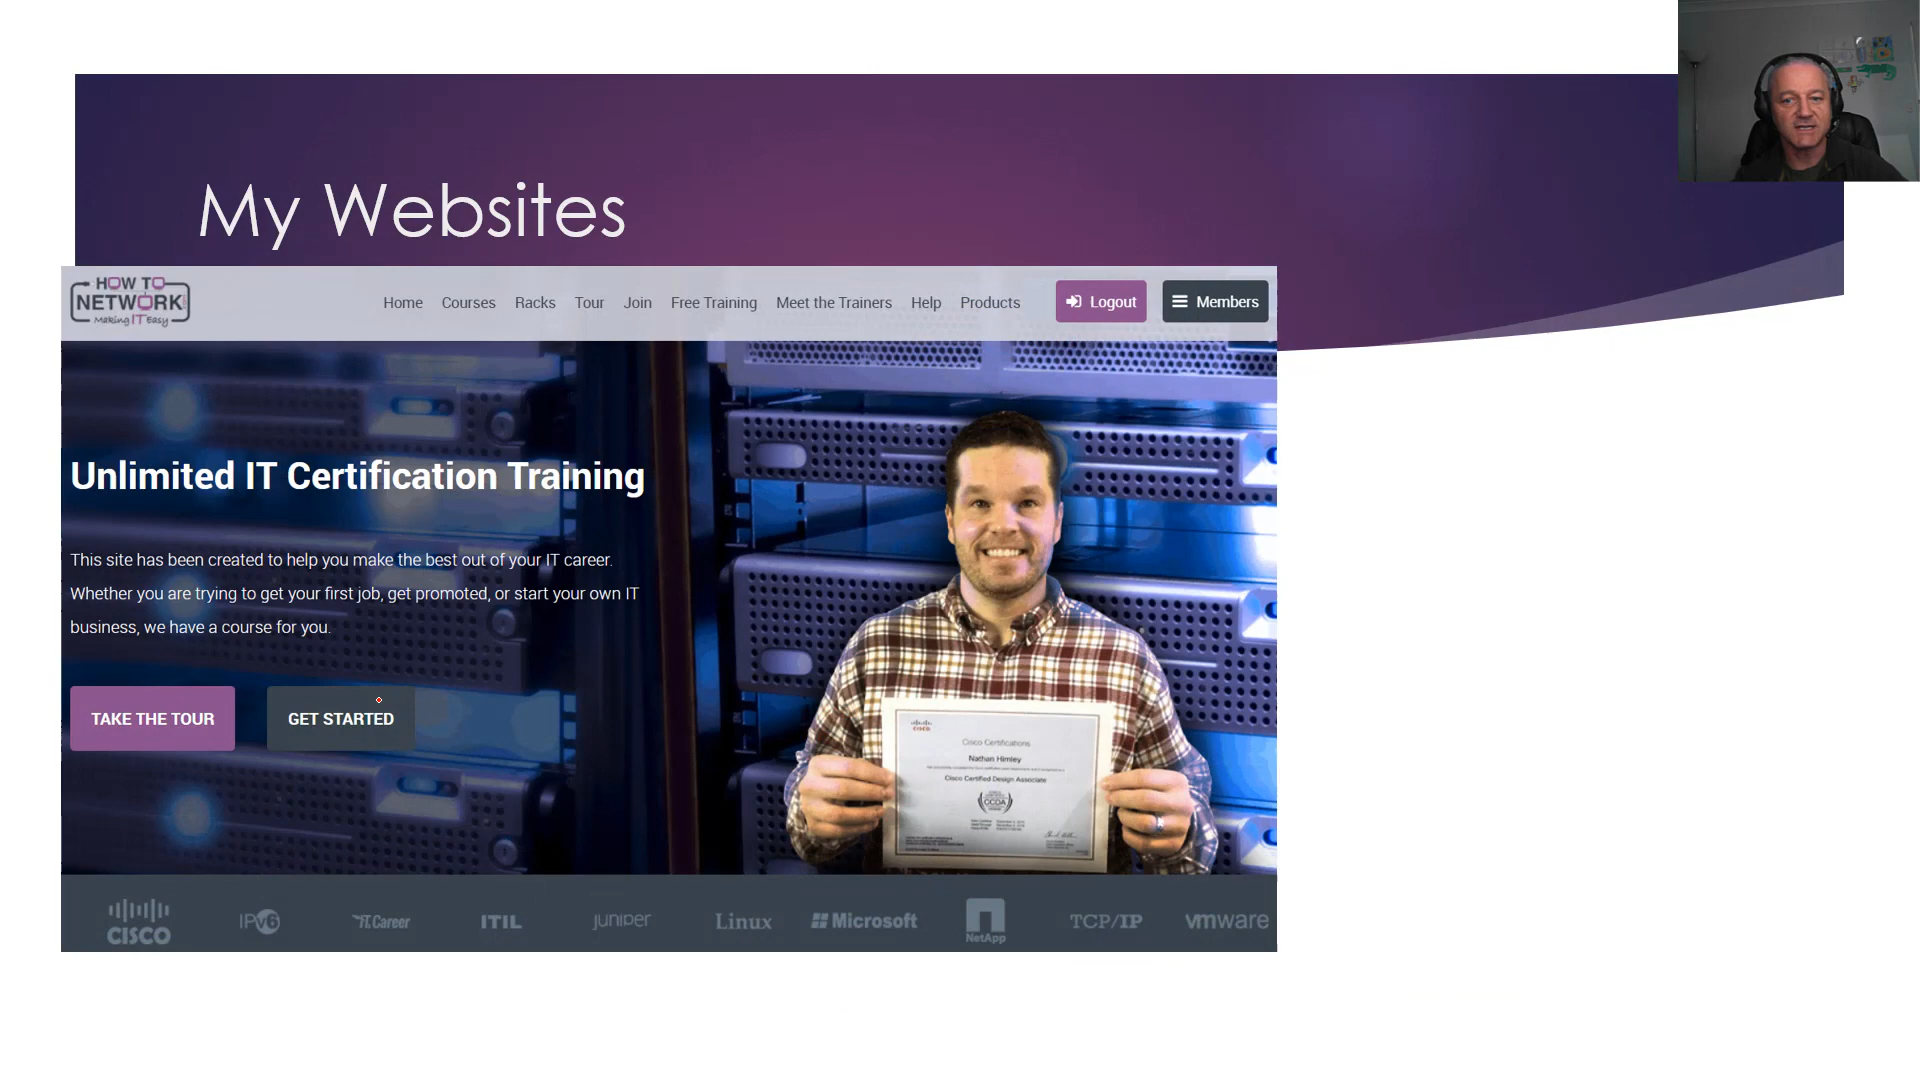 My Websites
HOW TO
NETWORK
Making IT Easy
Home Courses Racks Tour Join Free Training Meet the Trainers Help Products Logout Members
Unlimited IT Certification Training
This site has been created to help you make the best out of your IT career.
Whether you are trying to get your first job, get promoted, or start your own IT
business, we have a course for you.
TAKE THE TOUR GET STARTED
CISCO
Cisco Certifications
Nathan Himley
Cisco Certified Design Associate
CCDA
CISCO IPv6 IT Career ITIL JUNIPER Linux Microsoft NetApp TCP/IP vmware